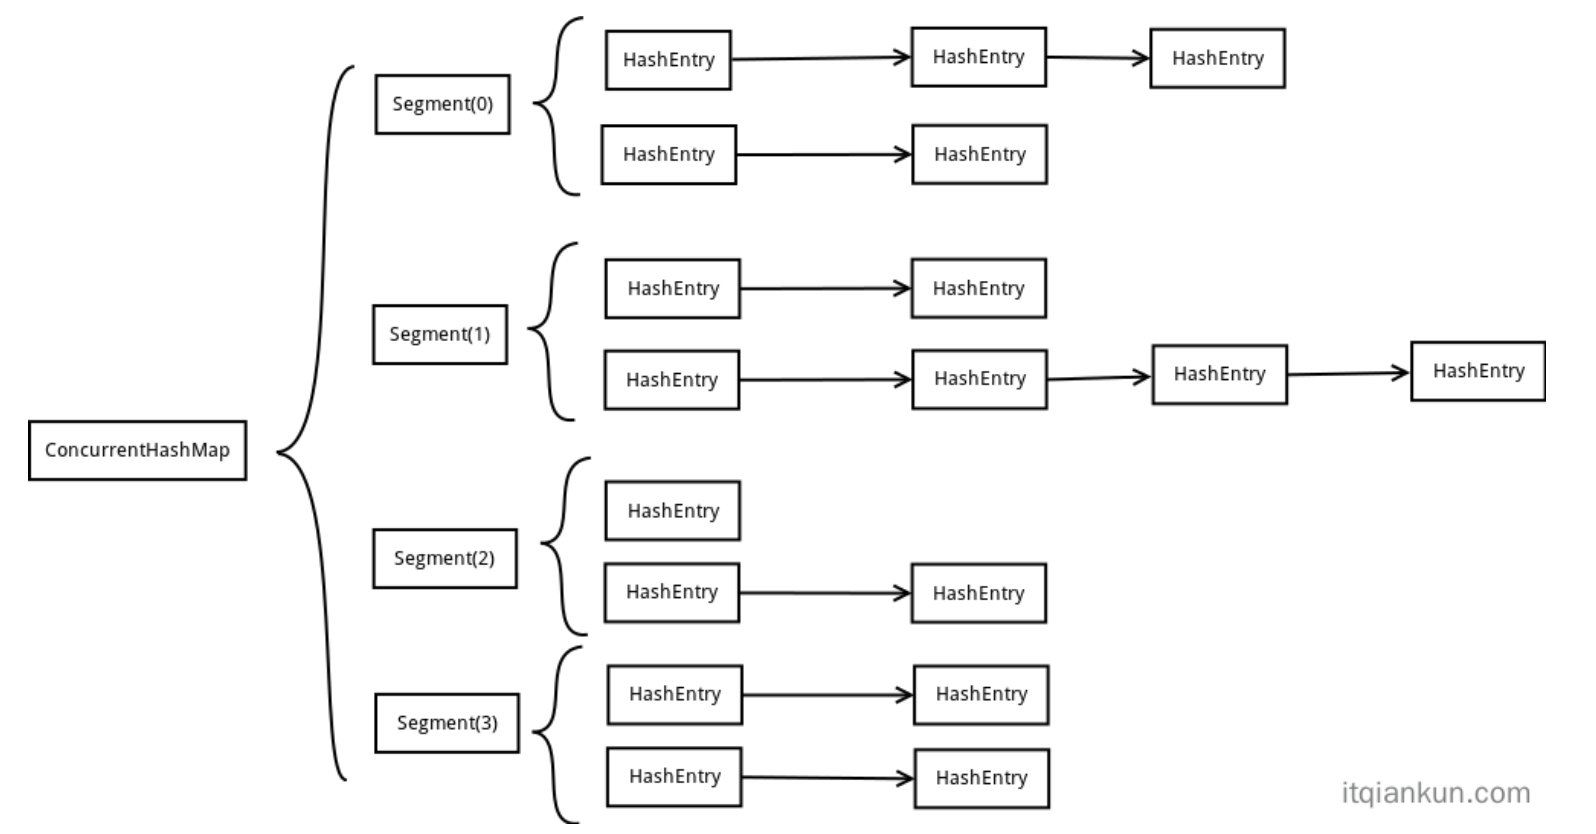 HashEntry HashEntry HashEntry
Segment(0)
HashEntry HashEntry
HashEntry HashEntry
Segment(1)
HashEntry HashEntry HashEntry HashEntry
ConcurrentHashMap
HashEntry
Segment(2)
HashEntry HashEntry
HashEntry HashEntry
Segment(3)
HashEntry HashEntry
itqiankun.com